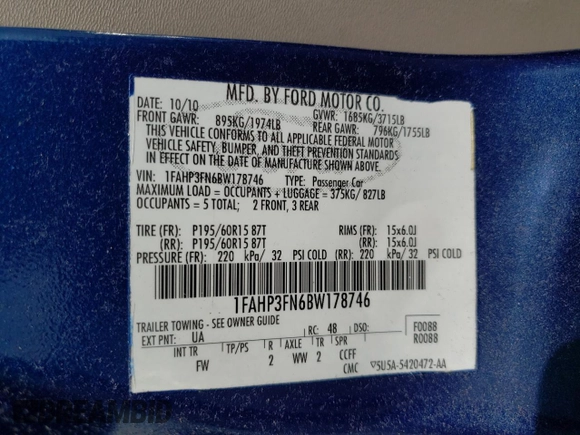 MFD. BY FORD MOTOR CO.
DATE: 10/10 GVWR: 1685KG/3715LB
FRONT GAWR: 895KG/1974LB REAR GAWR: 796KG/1755LB
THIS VEHICLE CONFORMS TO ALL APPLICABLE FEDERAL MOTOR
VEHICLE SAFETY, BUMPER, AND THEFT PREVENTION STANDARDS
IN EFFECT ON THE DATE OF MANUFACTURE SHOWN ABOVE.
VIN: 1FAHP3FN6BW178746 TYPE: Passenger Car
MAXIMUM LOAD = OCCUPANTS + LUGGAGE = 375KG/ 827LB
OCCUPANTS = 5 TOTAL; 2 FRONT, 3 REAR
TIRE (FR): P195/60R15 87T RIMS (FR): 15x6.0J
(RR): P195/60R15 87T (RR): 15x6.0J
PRESSURE (FR): 220 kPa/ 32 PSI COLD (RR) 220 kPa/ 32 PSI COLD
1FAHP3FN6BW178746
TRAILER TOWING - SEE OWNER GUIDE
EXT PNT: UA RC: 48 DSO: F0088
R0088
INT TR TP/PS R AXLE TR SPR
FW 2 WW 2 CCFF
CMC 5U5A-5420472-AA